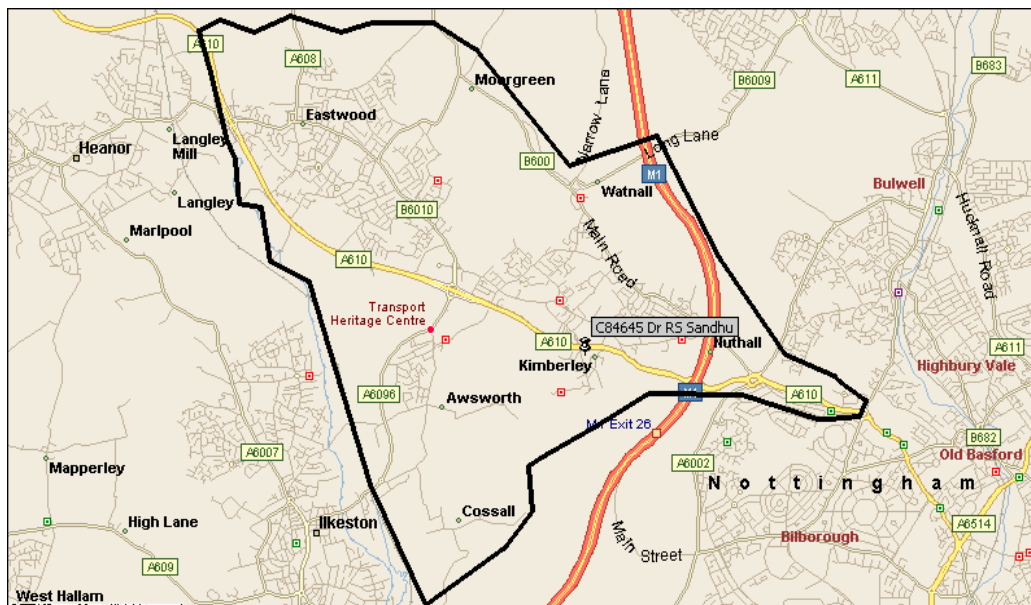 A610
A608
Moorgreen
B6009
A611
B683
Eastwood
Narrow Lane
Long Lane
Langley
Mill
Heanor
B600
M1
Watnall
Bulwell
Langley
B6010
Hucknall Road
Marlpool
Main Road
A610
Transport
Heritage Centre
C84645 Dr RS Sandhu
A610
Nuthall
A611
Kimberley
Highbury Vale
A6096
M1
A610
Awsworth
M1 Exit 26
B682
A6007
A6002
Old Basford
Mapperley
Nottingham
Cossall
High Lane
Ilkeston
Main Street
A6514
Bilborough
A609
West Hallam